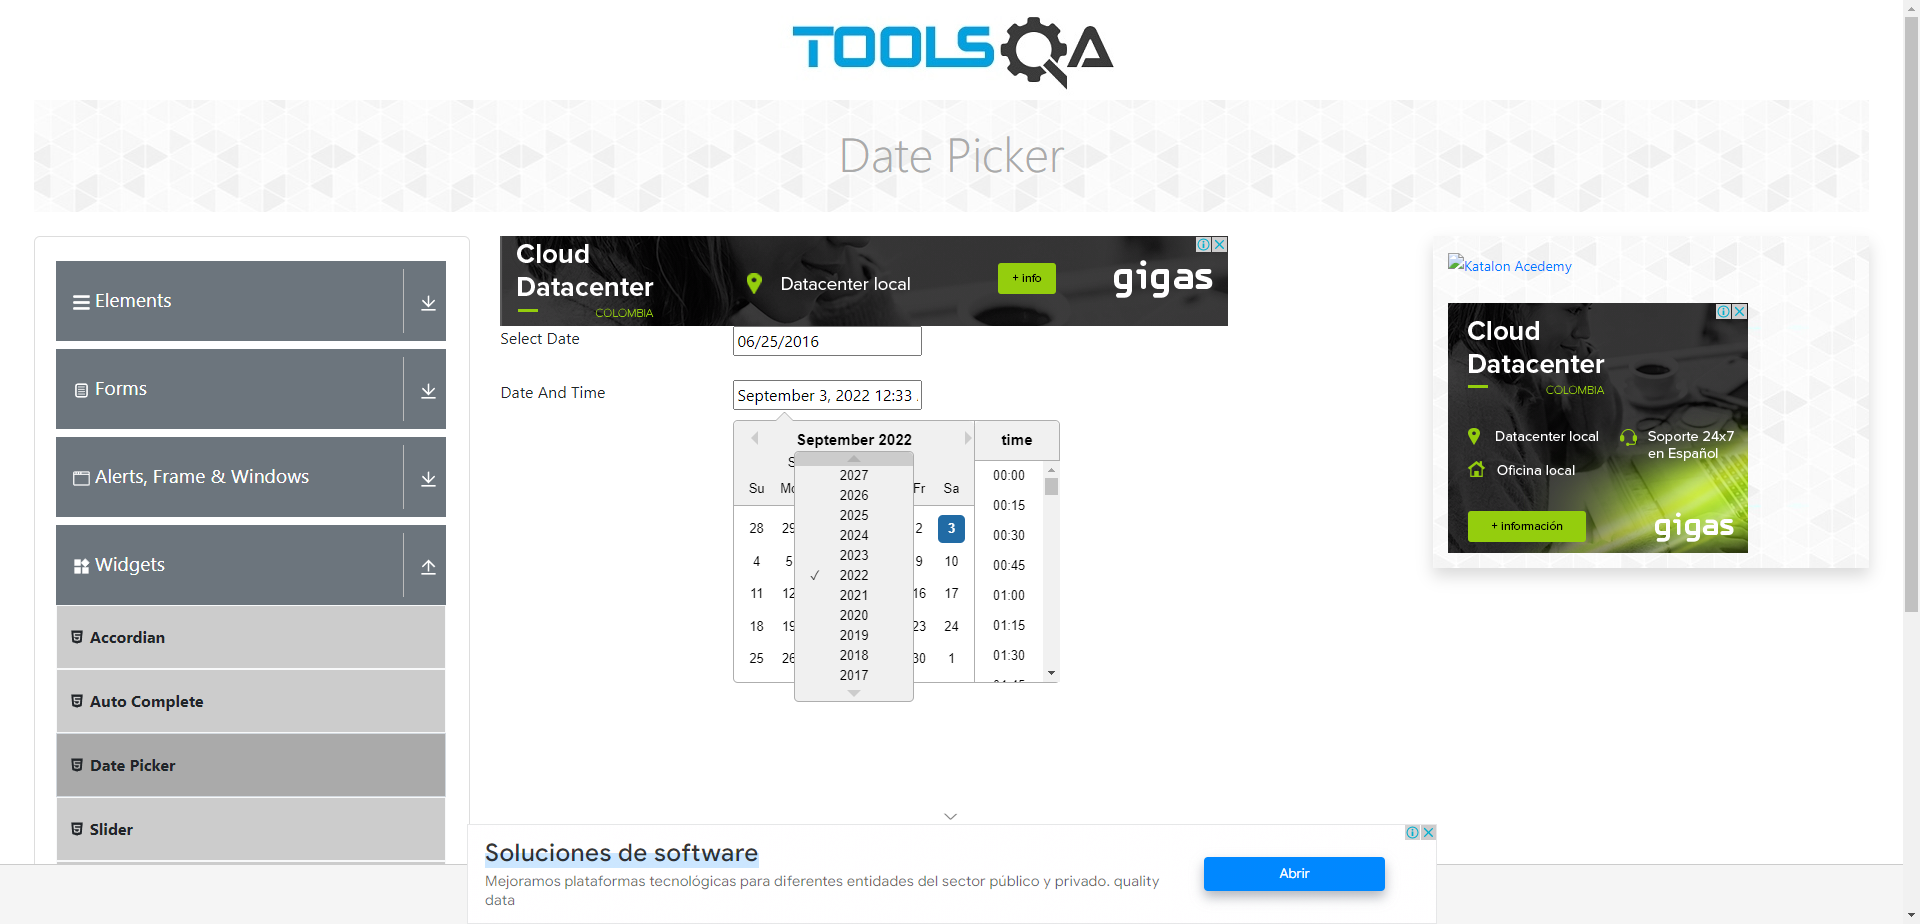 TOOLSQA
Date Picker
Elements
Forms
Alerts, Frame & Windows
Widgets
Accordian
Auto Complete
Date Picker
Slider
Cloud
Datacenter
COLOMBIA
Datacenter local
+ info
gigas
Select Date
06/25/2016
Date And Time
September 3, 2022 12:33
September 2022
time
Su Fr Sa
28 29 2 3
4 5 9 10
11 12 16 17
18 19 23 24
25 26 30 1
2027
2026
2025
2024
2023
✓ 2022
2021
2020
2019
2018
2017
00:00
00:15
00:30
00:45
01:00
01:15
01:30
Katalon Acedemy
Cloud
Datacenter
COLOMBIA
Datacenter local
Soporte 24x7
en Español
Oficina local
+ información
gigas
Soluciones de software
Mejoramos plataformas tecnológicas para diferentes entidades del sector público y privado. quality
data
Abrir